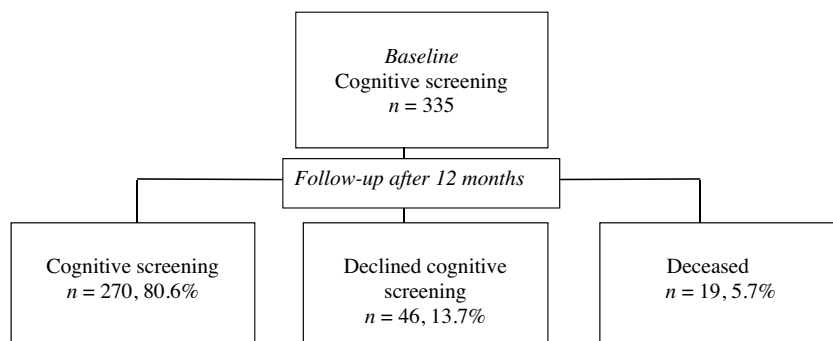 Baseline
Cognitive screening
n = 335
Follow-up after 12 months
Cognitive screening
n = 270, 80.6%
Declined cognitive
screening
n = 46, 13.7%
Deceased
n = 19, 5.7%